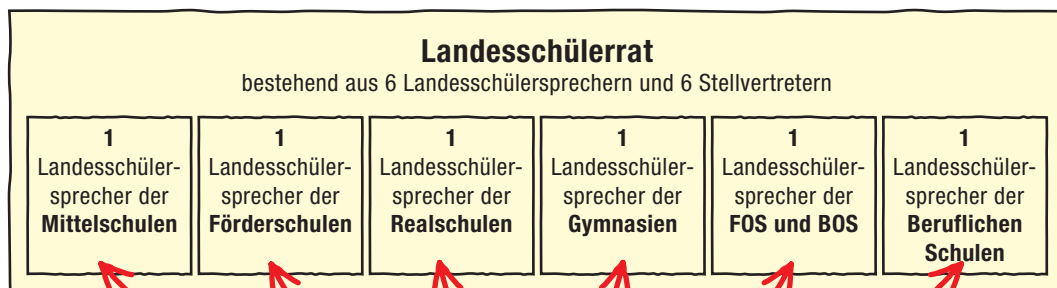 Landesschülerrat
bestehend aus 6 Landesschülersprechern und 6 Stellvertretern
1
Landesschüler-
sprecher der
Mittelschulen
1
Landesschüler-
sprecher der
Förderschulen
1
Landesschüler-
sprecher der
Realschulen
1
Landesschüler-
sprecher der
Gymnasien
1
Landesschüler-
sprecher der
FOS und BOS
1
Landesschüler-
sprecher der
Beruflichen
Schulen